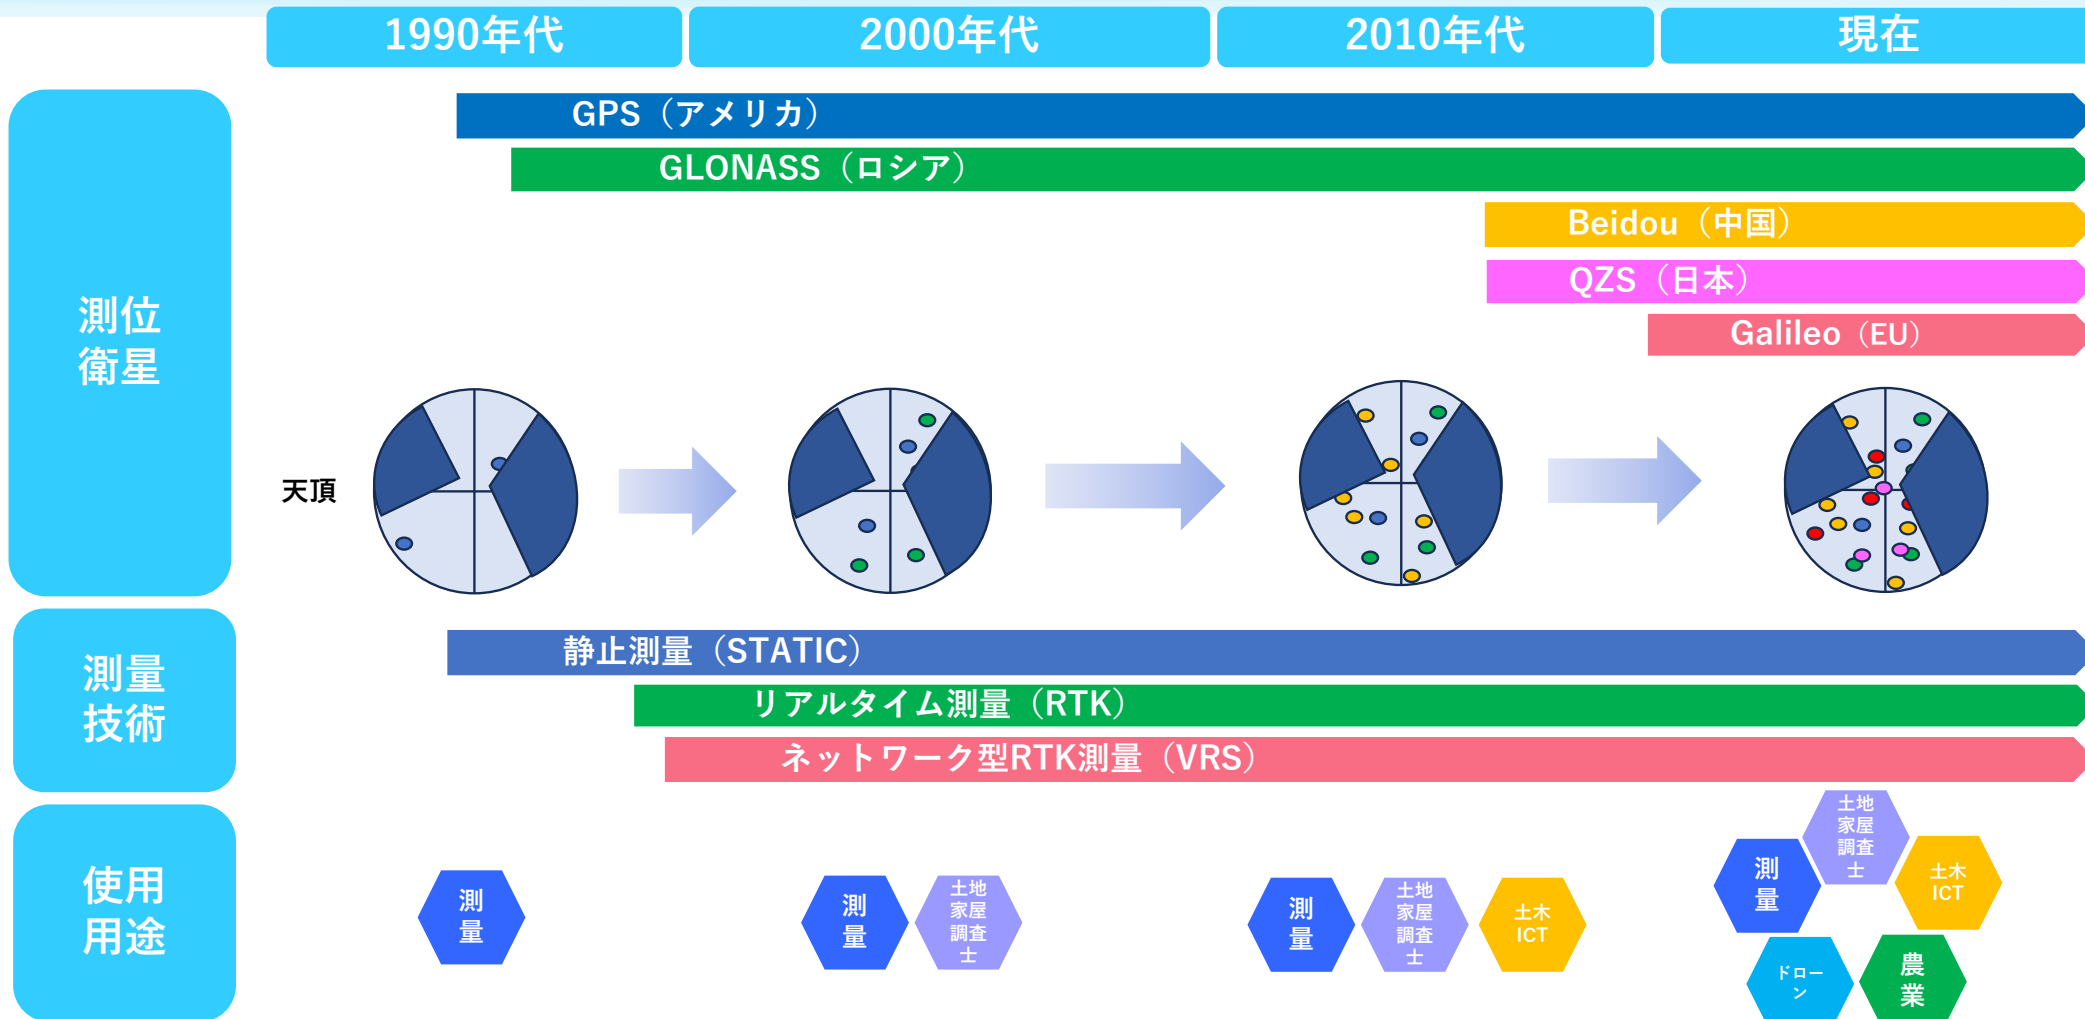 1990年代
2000年代
2010年代
現在
測位
衛星
GPS（アメリカ）
GLONASS（ロシア）
Beidou（中国）
QZS（日本）
Galileo（EU）
天頂
測量
技術
静止測量（STATIC）
リアルタイム測量（RTK）
ネットワーク型RTK測量（VRS）
使用
用途
測
量
測
量
土地
家屋
調査
士
測
量
土地
家屋
調査
士
土木
ICT
測
量
土地
家屋
調査
士
土木
ICT
ドロー
ン
農
業